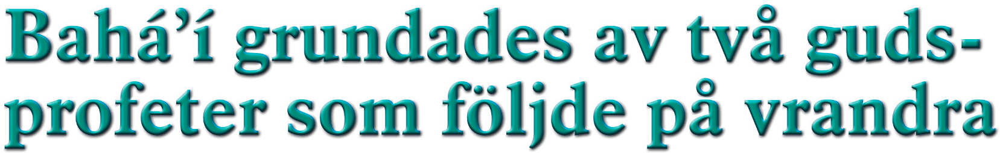 Bahá’í grundades av två guds-
profeter som följde på vrandra